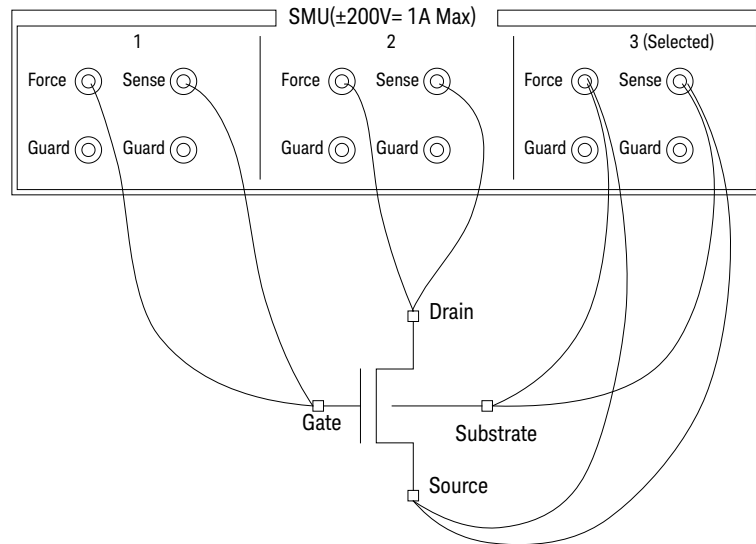 SMU(±200V= 1A Max)
1 2 3 (Selected)
Force Sense Force Sense Force Sense
Guard Guard Guard Guard Guard Guard
Drain
Gate
Substrate
Source